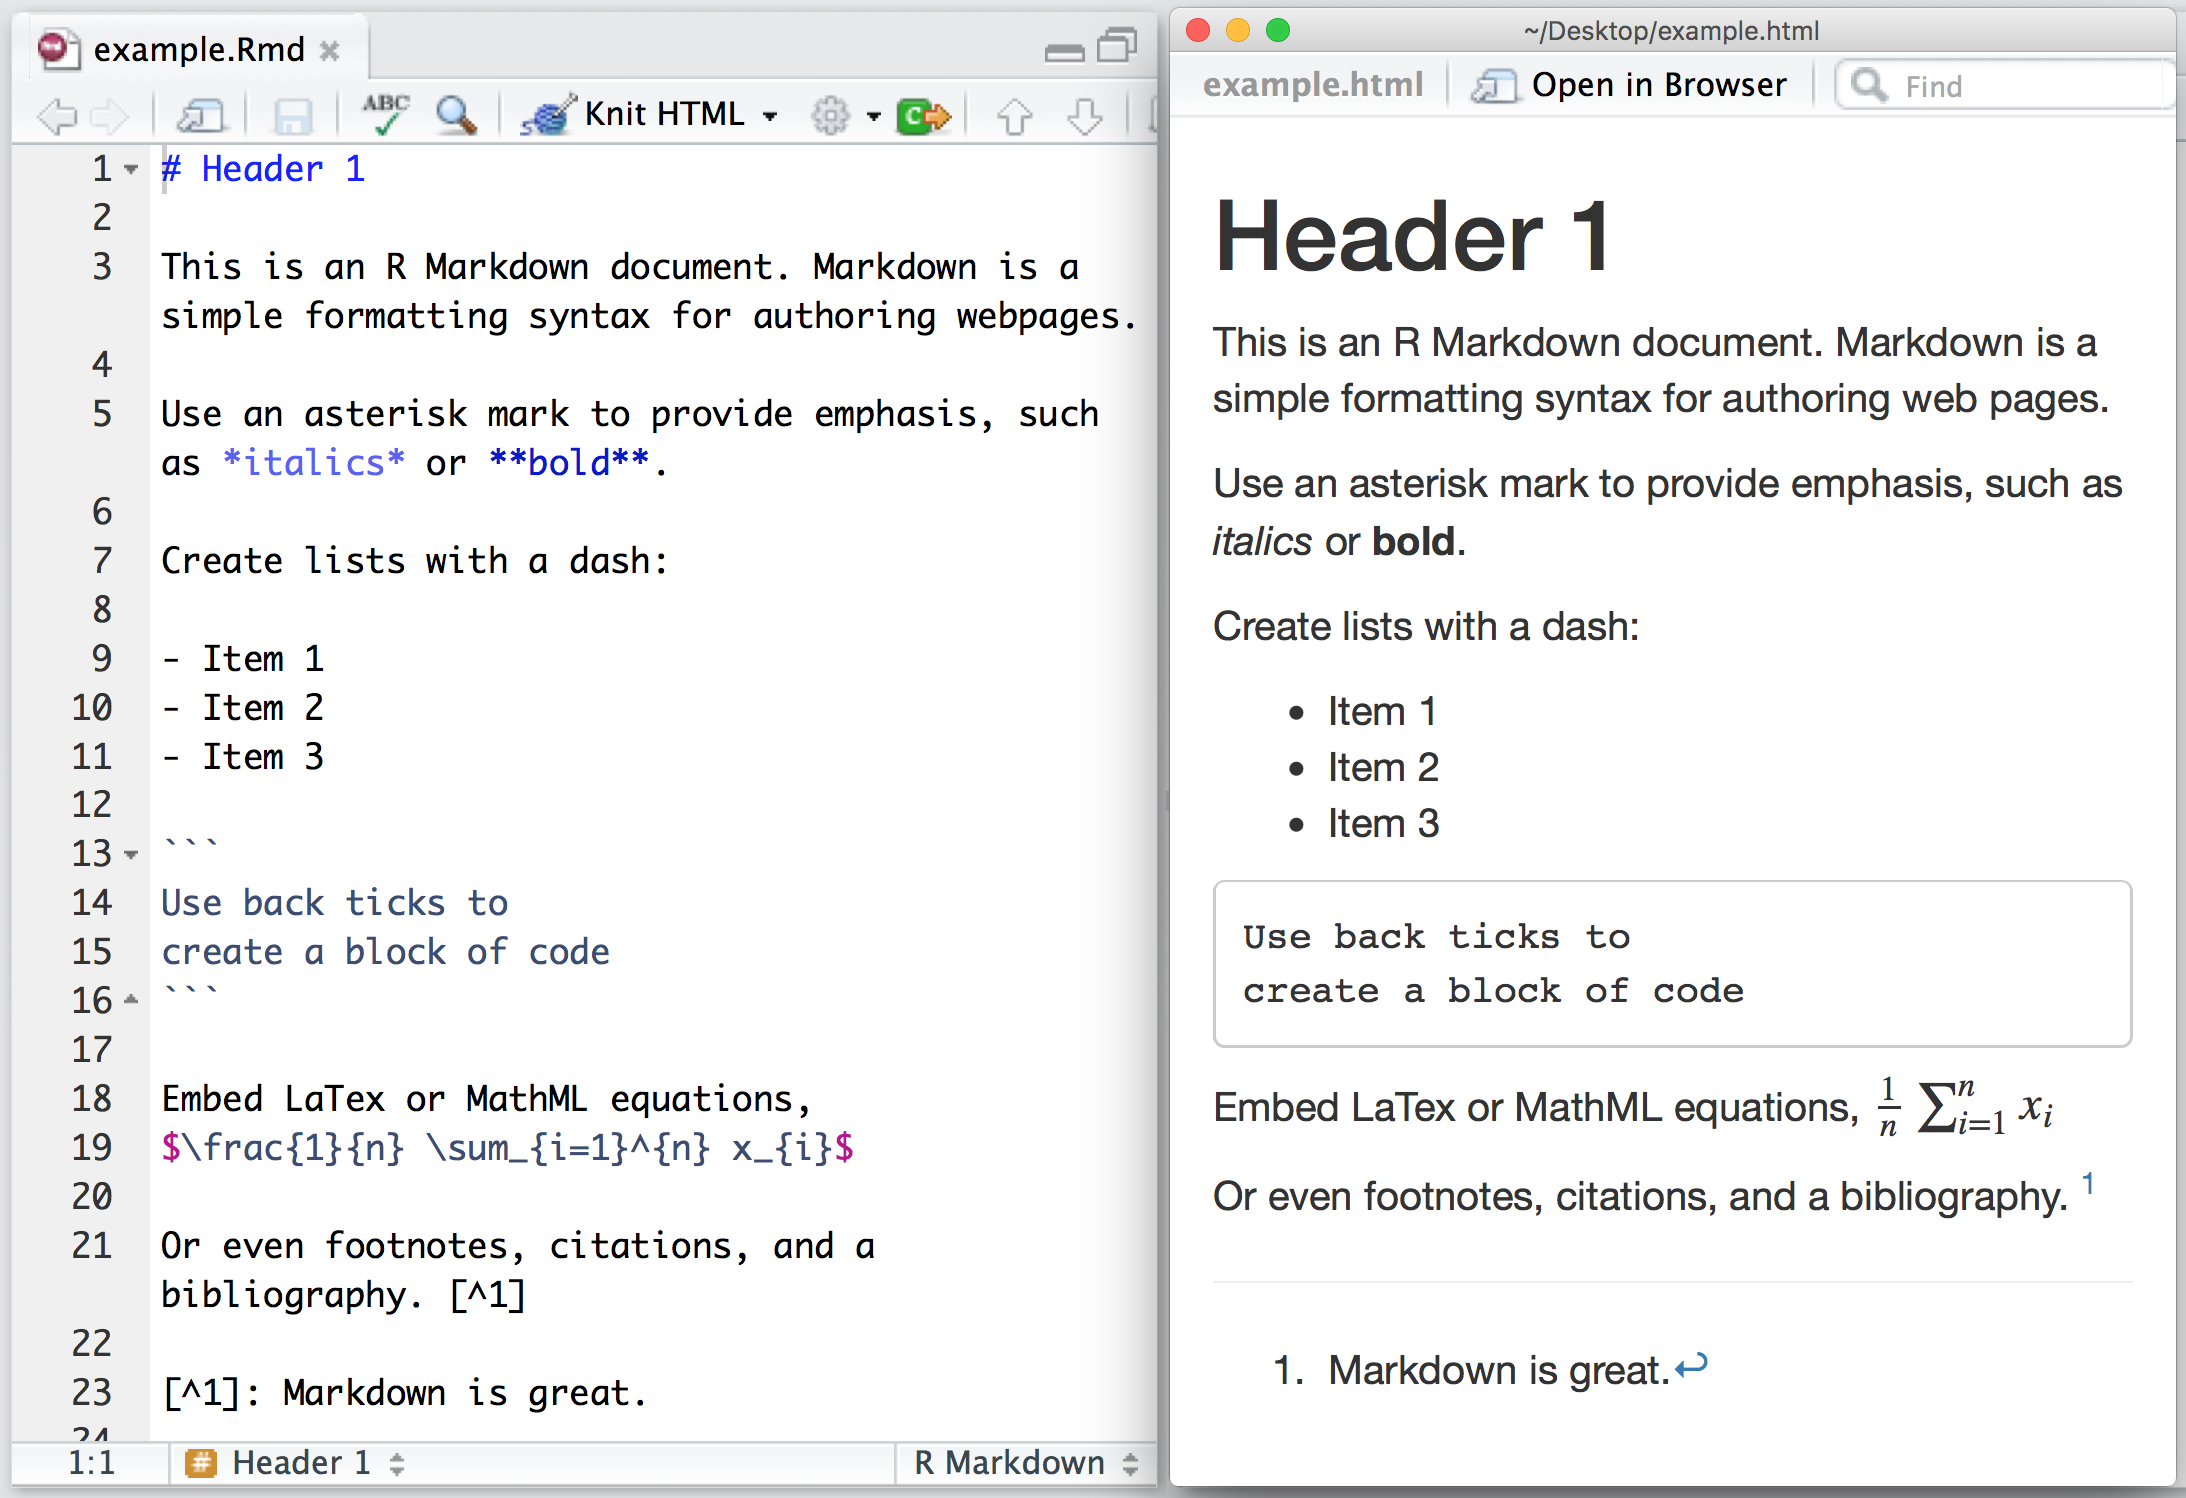 example.Rmd
ABC
Knit HTML
1 # Header 1
2
3 This is an R Markdown document. Markdown is a
simple formatting syntax for authoring webpages.
4
5 Use an asterisk mark to provide emphasis, such
as *italics* or **bold**.
6
7 Create lists with a dash:
8
9 - Item 1
10 - Item 2
11 - Item 3
12
13 ```
14 Use back ticks to
15 create a block of code
16 ```
17
18 Embed LaTex or MathML equations,
19 $\frac{1}{n} \sum_{i=1}^{n} x_{i}$
20
21 Or even footnotes, citations, and a
bibliography. [^1]
22
23 [^1]: Markdown is great.
24
1:1 # Header 1 R Markdown
~/Desktop/example.html
example.html Open in Browser Find
Header 1
This is an R Markdown document. Markdown is a
simple formatting syntax for authoring web pages.
Use an asterisk mark to provide emphasis, such as
italics or bold.
Create lists with a dash:
• Item 1
• Item 2
• Item 3
Use back ticks to
create a block of code
Embed LaTex or MathML equations, 1/n ∑ⁿᵢ₌₁ xᵢ
Or even footnotes, citations, and a bibliography. 1
1. Markdown is great.↩